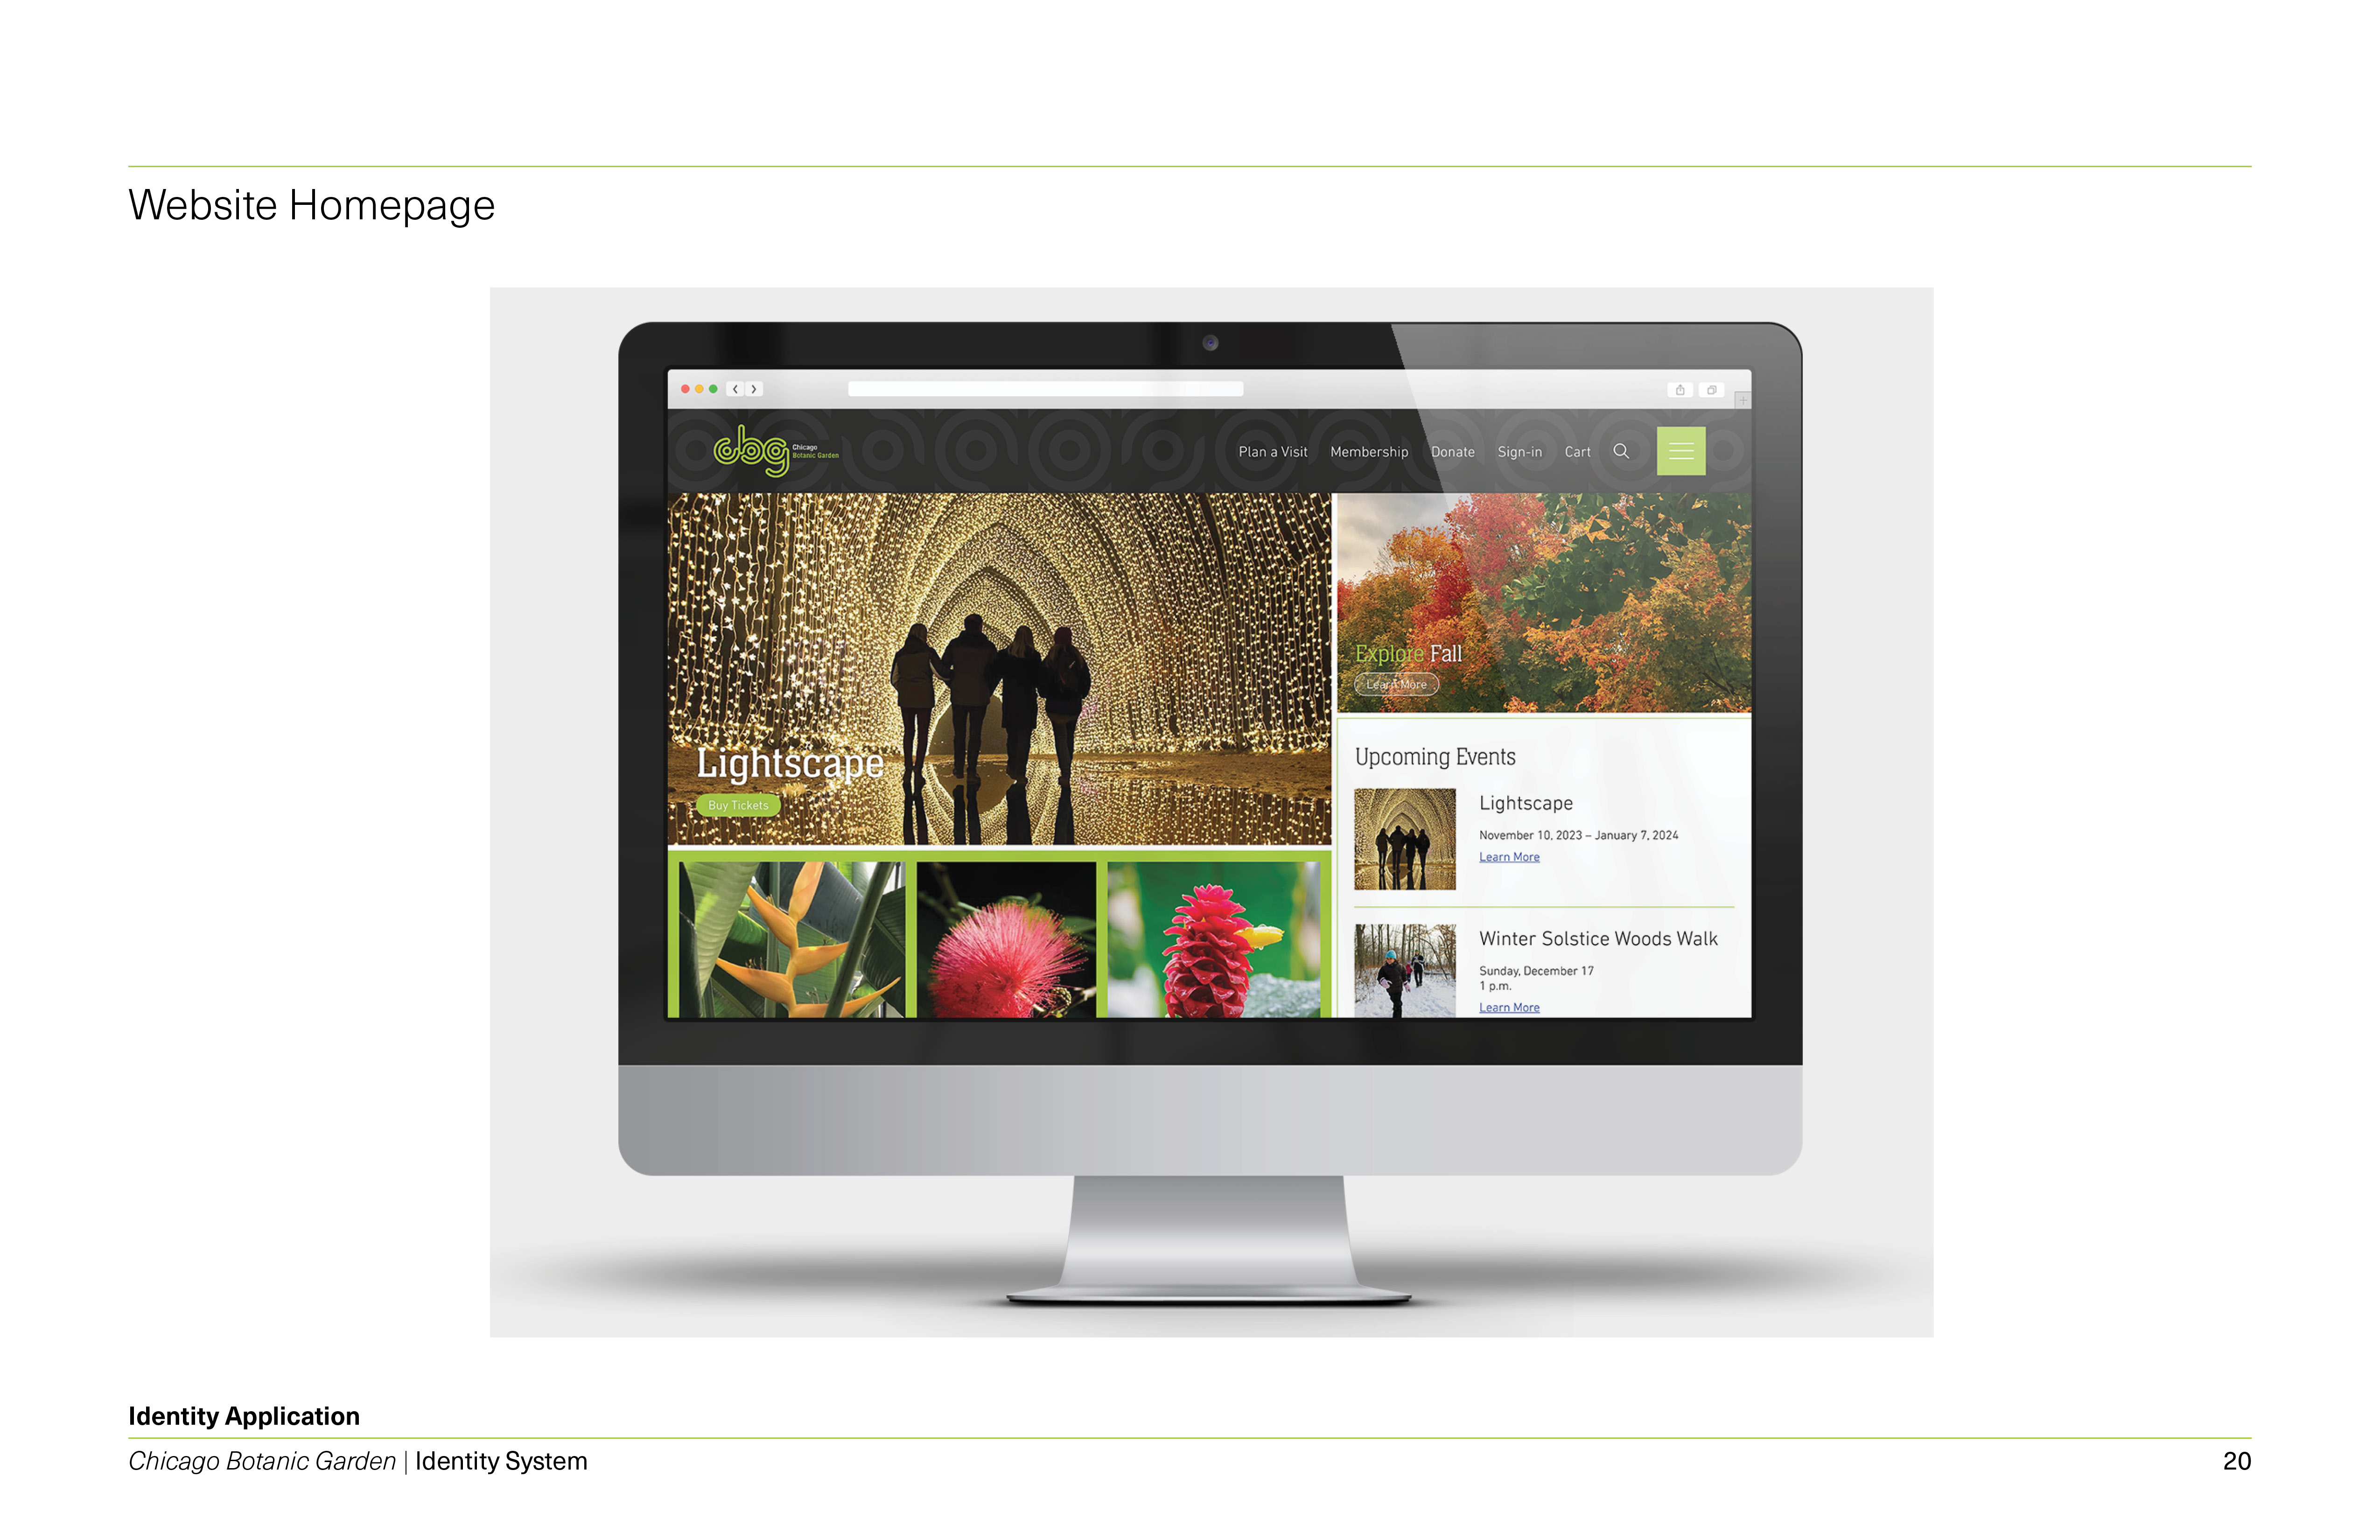 Website Homepage
cbg
Chicago
Botanic Garden
Plan a Visit Membership Donate Sign-in Cart
Lightscape
Buy Tickets
Explore Fall
Learn More
Upcoming Events
Lightscape
November 10, 2023 – January 7, 2024
Learn More
Winter Solstice Woods Walk
Sunday, December 17
1 p.m.
Learn More
Identity Application
Chicago Botanic Garden | Identity System
20